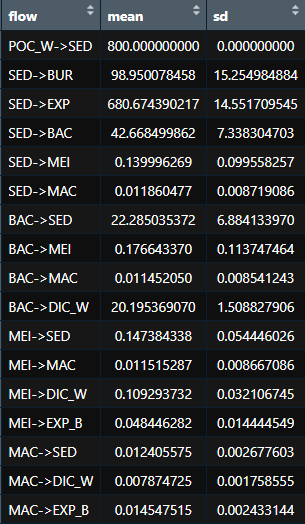 flow mean sd
POC_W->SED 800.000000000 0.000000000
SED->BUR 98.950078458 15.254984884
SED->EXP 680.674390217 14.551709545
SED->BAC 42.668499862 7.338304703
SED->MEI 0.139996269 0.099558257
SED->MAC 0.011860477 0.008719086
BAC->SED 22.285035372 6.884133970
BAC->MEI 0.176643370 0.113747464
BAC->MAC 0.011452050 0.008541243
BAC->DIC_W 20.195369070 1.508827906
MEI->SED 0.147384338 0.054446026
MEI->MAC 0.011515287 0.008667086
MEI->DIC_W 0.109293732 0.032106745
MEI->EXP_B 0.048446282 0.014444549
MAC->SED 0.012405575 0.002677603
MAC->DIC_W 0.007874725 0.001758555
MAC->EXP_B 0.014547515 0.002433144